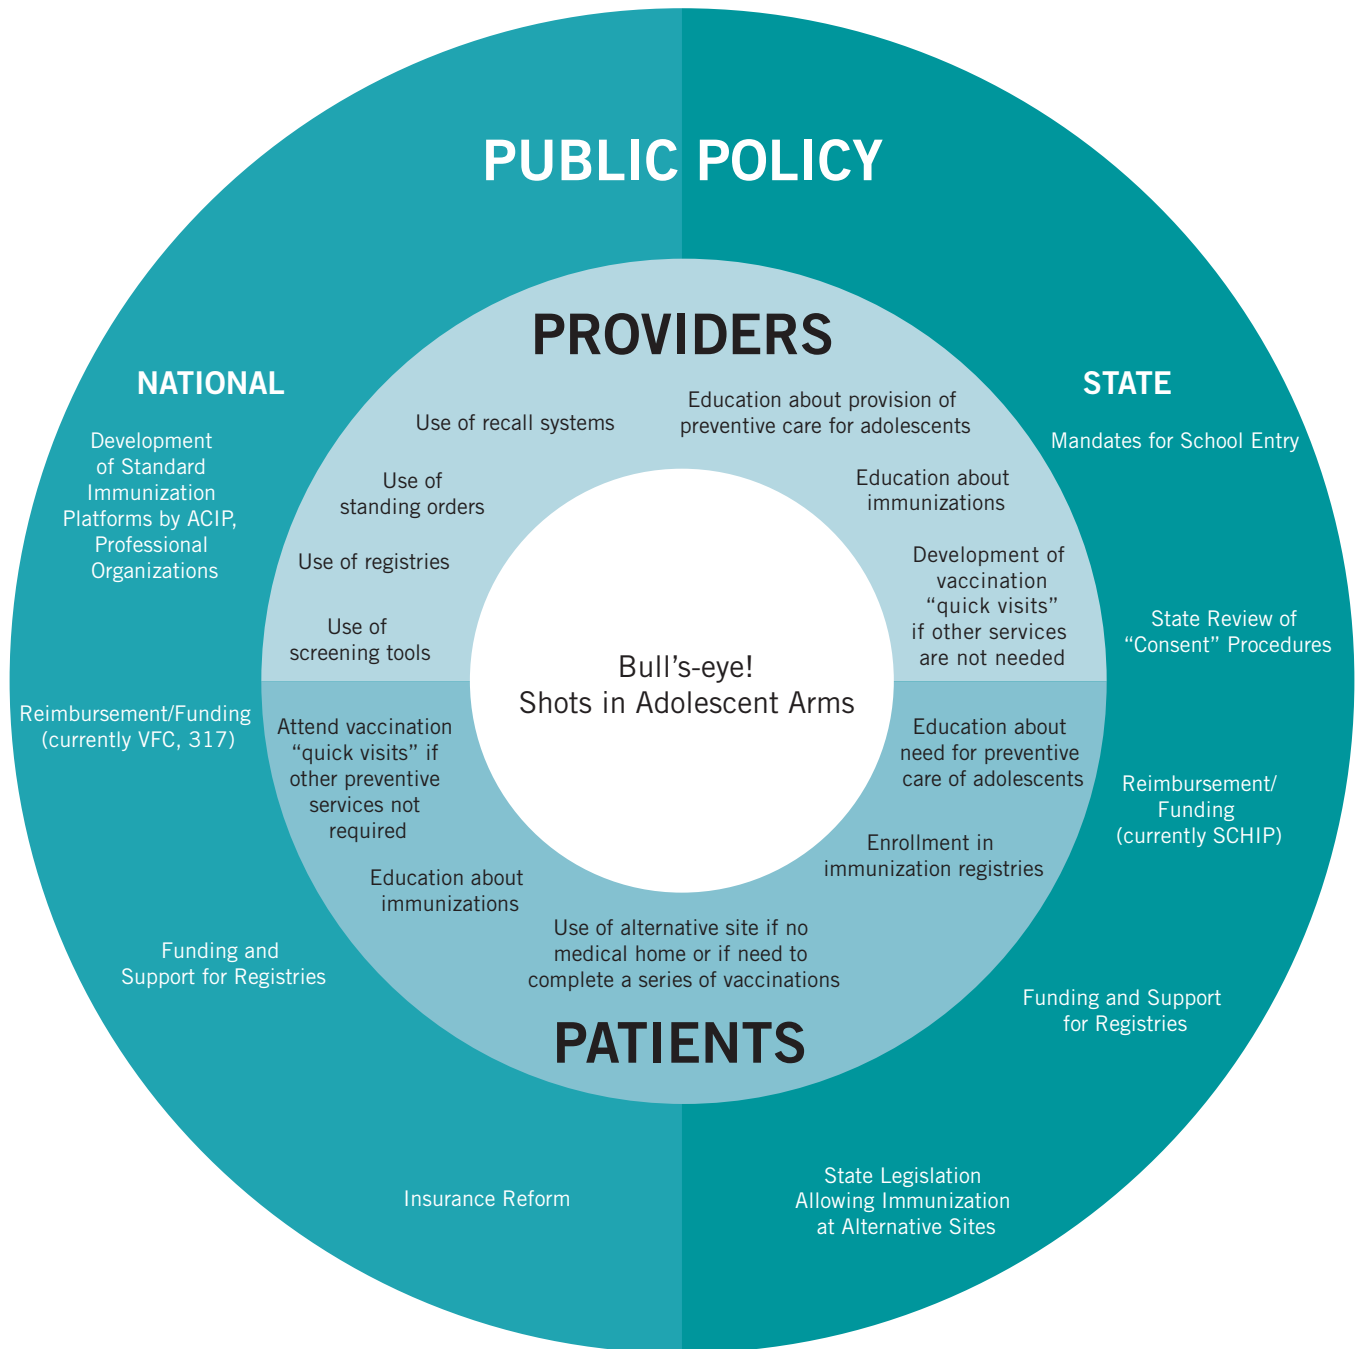 PUBLIC POLICY
NATIONAL
Development
of Standard
Immunization
Platforms by ACIP,
Professional
Organizations
Reimbursement/Funding
(currently VFC, 317)
Funding and
Support for Registries
Insurance Reform
STATE
Mandates for School Entry
State Review of
“Consent” Procedures
Reimbursement/
Funding
(currently SCHIP)
Funding and Support
for Registries
State Legislation
Allowing Immunization
at Alternative Sites
PROVIDERS
Use of recall systems
Use of
standing orders
Use of registries
Use of
screening tools
Education about provision of
preventive care for adolescents
Education about
immunizations
Development of
vaccination
“quick visits”
if other services
are not needed
Bull’s-eye!
Shots in Adolescent Arms
Attend vaccination
“quick visits” if
other preventive
services not
required
Education about
immunizations
Use of alternative site if no
medical home or if need to
complete a series of vaccinations
Education about
need for preventive
care of adolescents
Enrollment in
immunization registries
PATIENTS